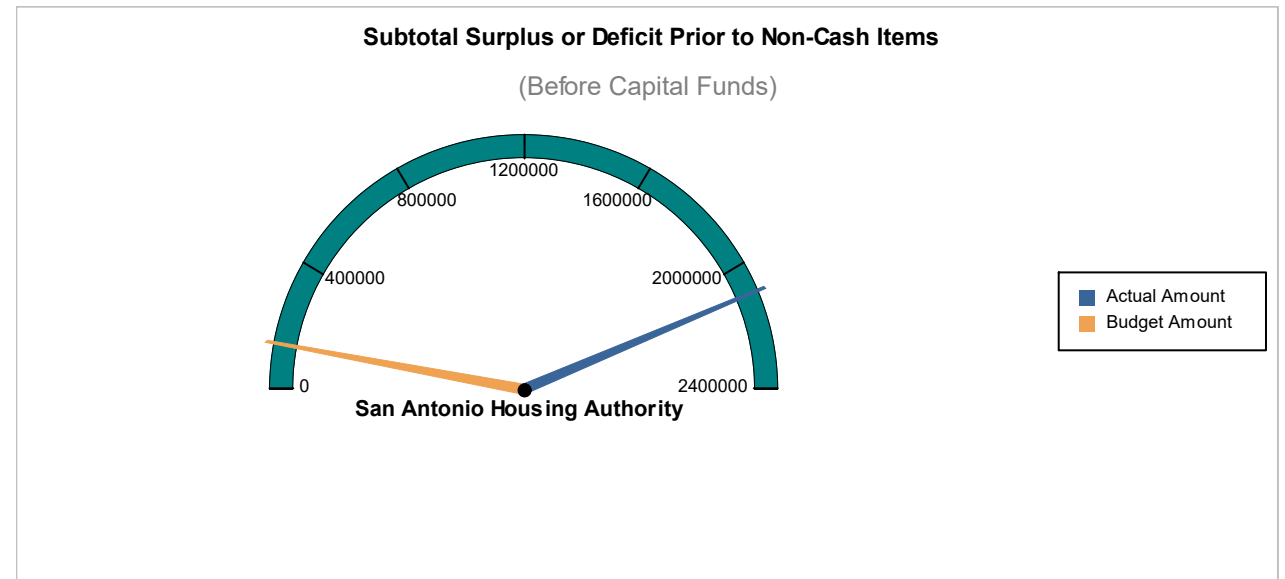 Subtotal Surplus or Deficit Prior to Non-Cash Items
(Before Capital Funds)
1200000
800000
1600000
400000
2000000
0
2400000
San Antonio Housing Authority
Actual Amount
Budget Amount